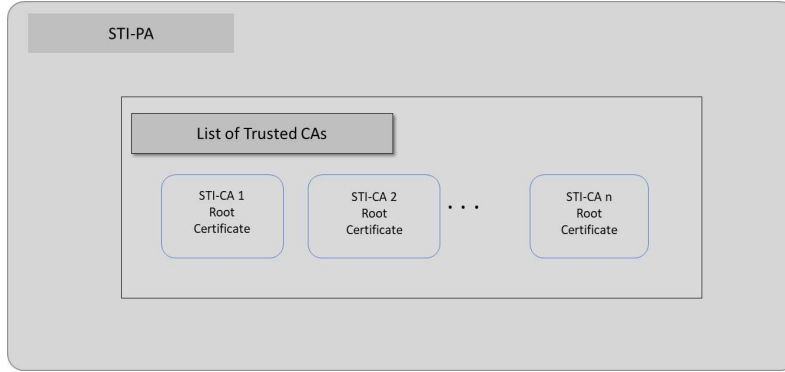 STI-PA
List of Trusted CAs
STI-CA 1
Root
Certificate
STI-CA 2
Root
Certificate
. . .
STI-CA n
Root
Certificate